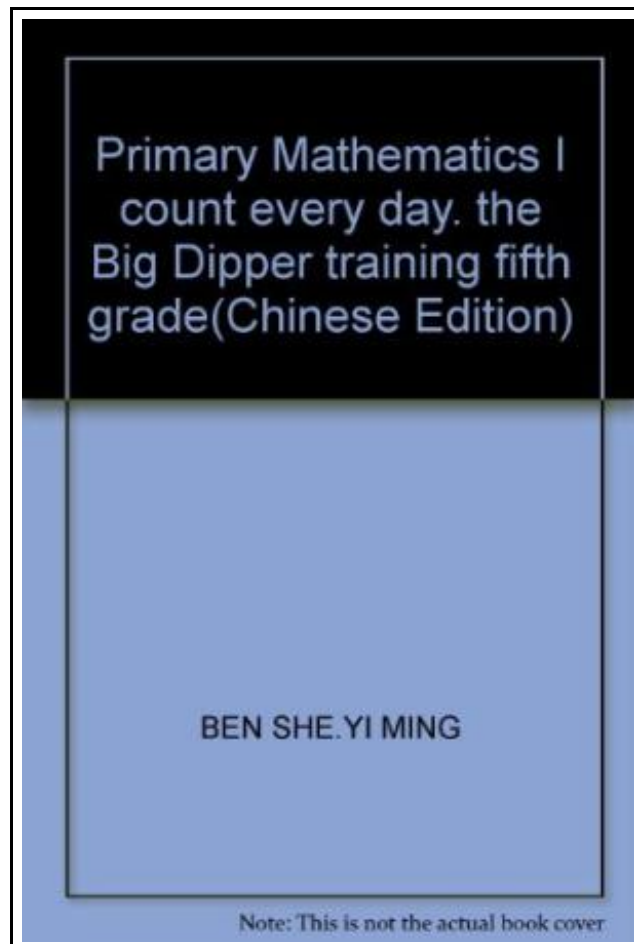 Primary Mathematics I
count every day. the
Big Dipper training fifth
grade(Chinese Edition)
BEN SHE.YI MING
Note: This is not the actual book cover